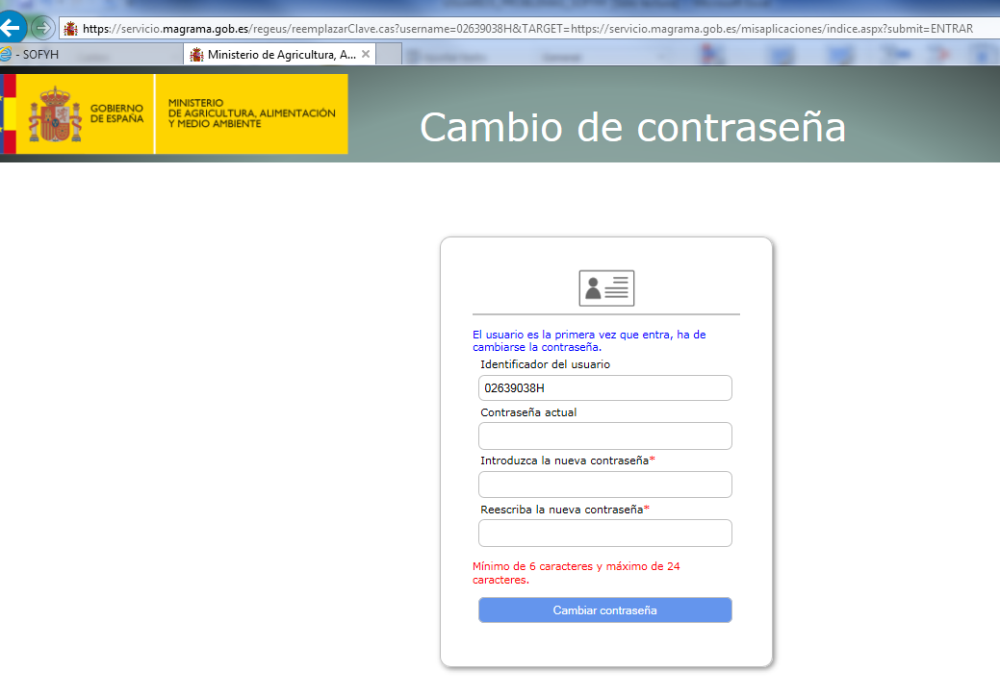 https://servicio.magrama.gob.es/regeus/reemplazarClave.cas?username=02639038H&TARGET=https://servicio.magrama.gob.es/misaplicaciones/indice.aspx?submit=ENTRAR
- SOFYH
Ministerio de Agricultura, A...
GOBIERNO
DE ESPAÑA
MINISTERIO
DE AGRICULTURA, ALIMENTACIÓN
Y MEDIO AMBIENTE
Cambio de contraseña
El usuario es la primera vez que entra, ha de
cambiarse la contraseña.
Identificador del usuario
02639038H
Contraseña actual
Introduzca la nueva contraseña*
Reescriba la nueva contraseña*
Mínimo de 6 caracteres y máximo de 24
caracteres.
Cambiar contraseña